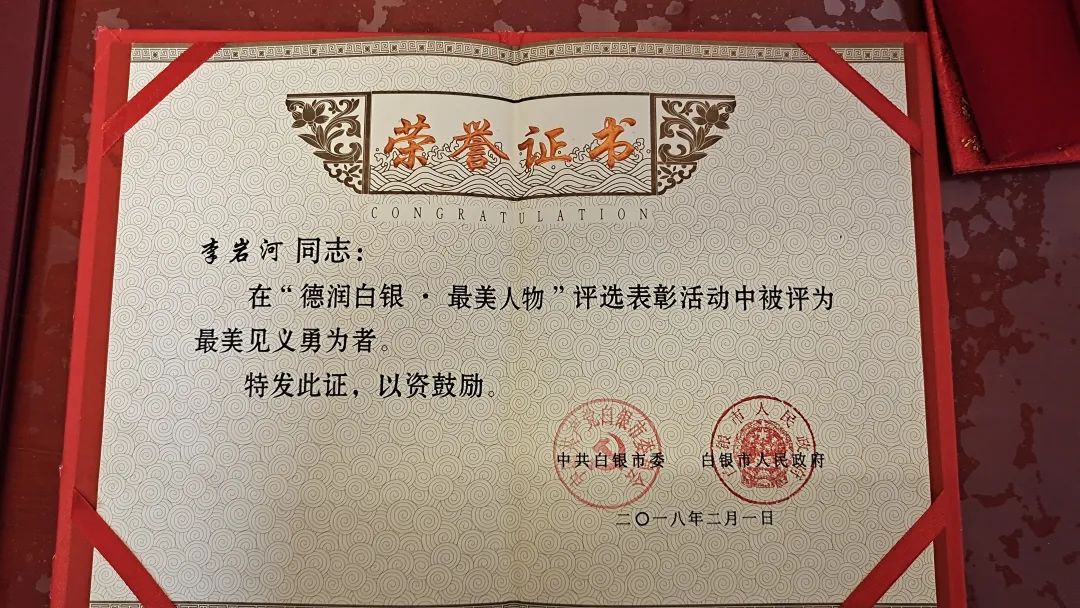 荣誉证书
CONGRATULATION
李岩河 同志：
在“德润白银 · 最美人物”评选表彰活动中被评为
最美见义勇为者。
特发此证，以资鼓励。
中共白银市委 白银市人民政府
二〇一八年二月一日